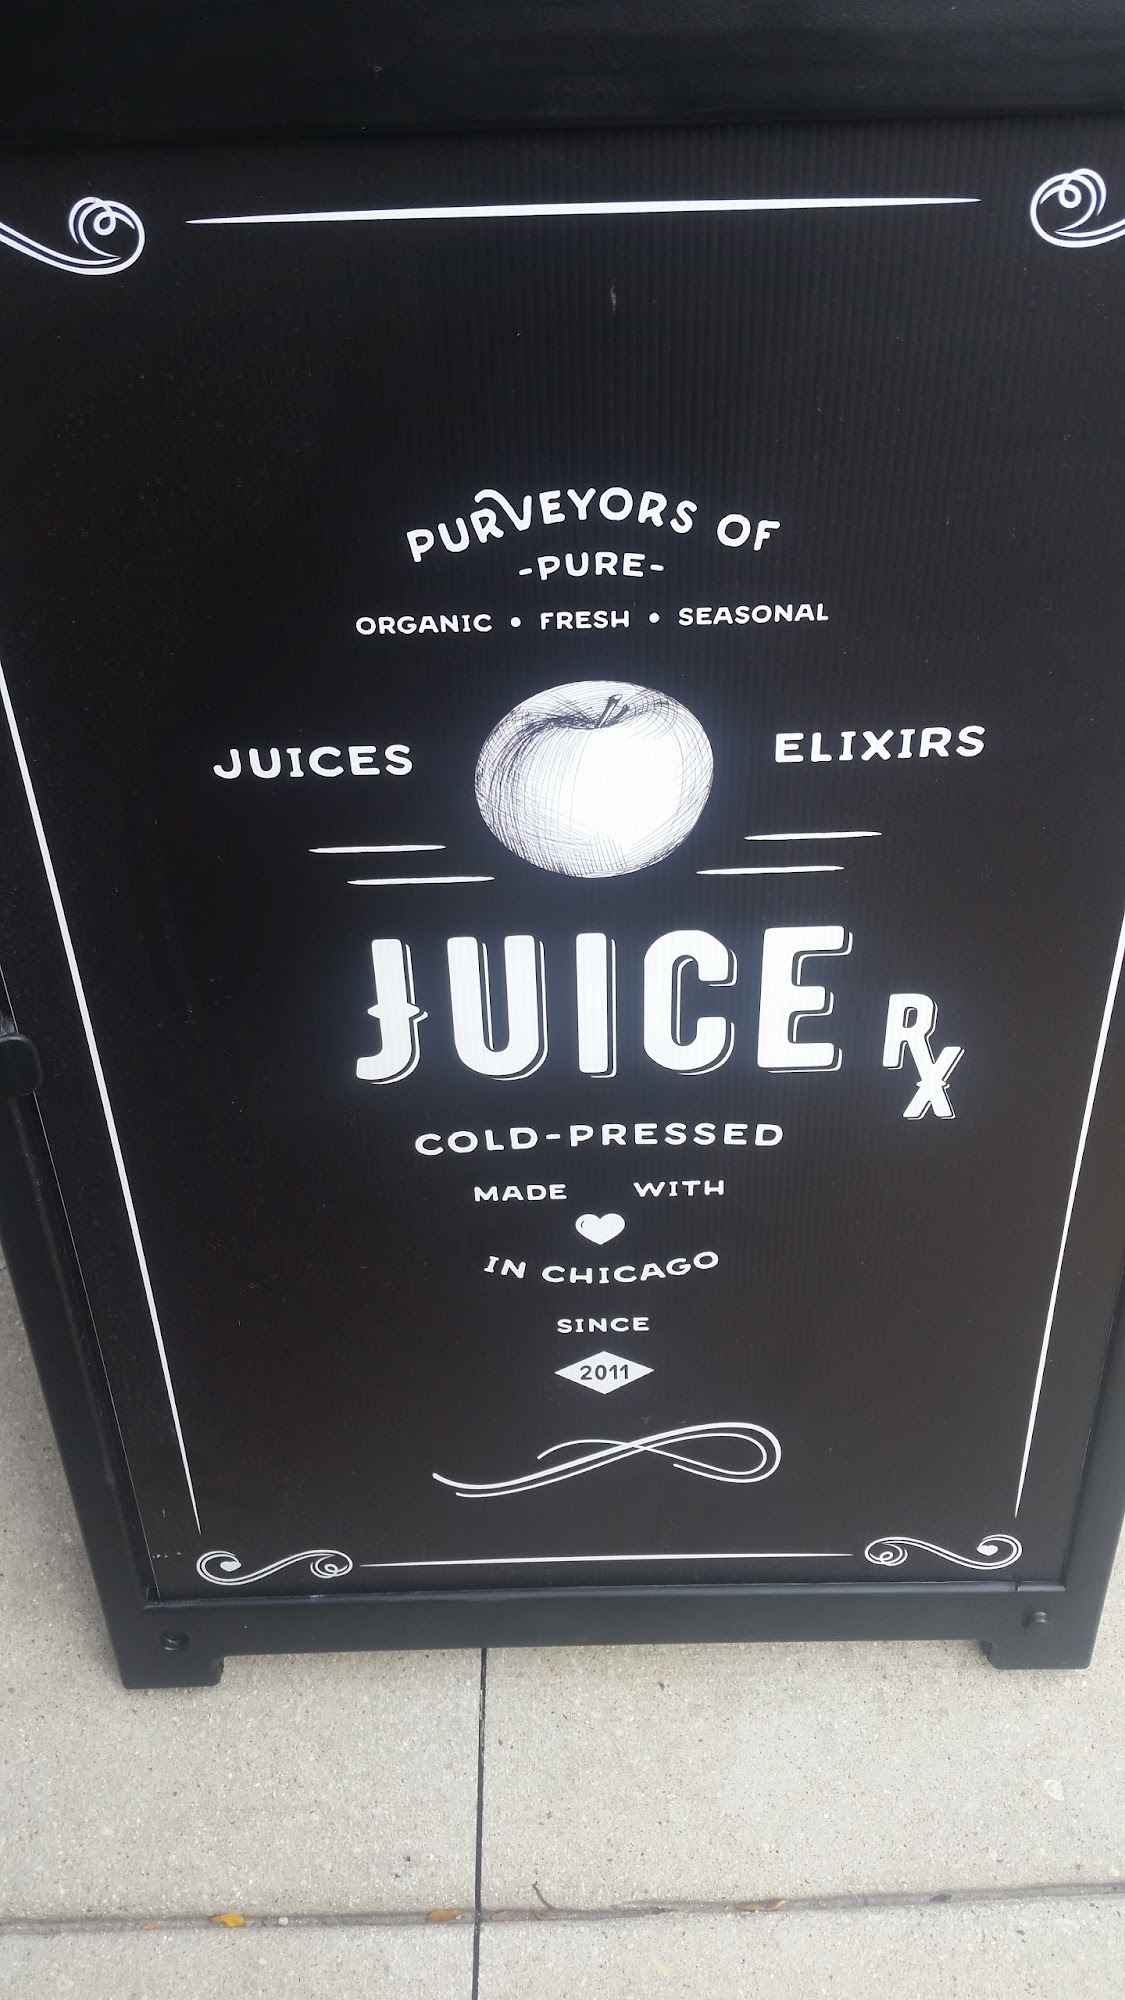 PURVEYORS OF
-PURE-
ORGANIC • FRESH • SEASONAL
JUICES ELIXIRS
JUICE RX
COLD-PRESSED
MADE WITH
IN CHICAGO
SINCE
2011